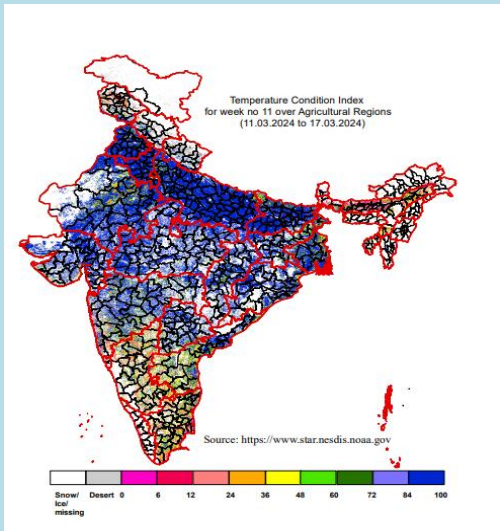 Temperature Condition Index
for week no 11 over Agricultural Regions
(11.03.2024 to 17.03.2024)
Source: https://www.star.nesdis.noaa.gov
Snow/ Desert 0 6 12 24 36 48 60 72 84 100
Ice/
missing